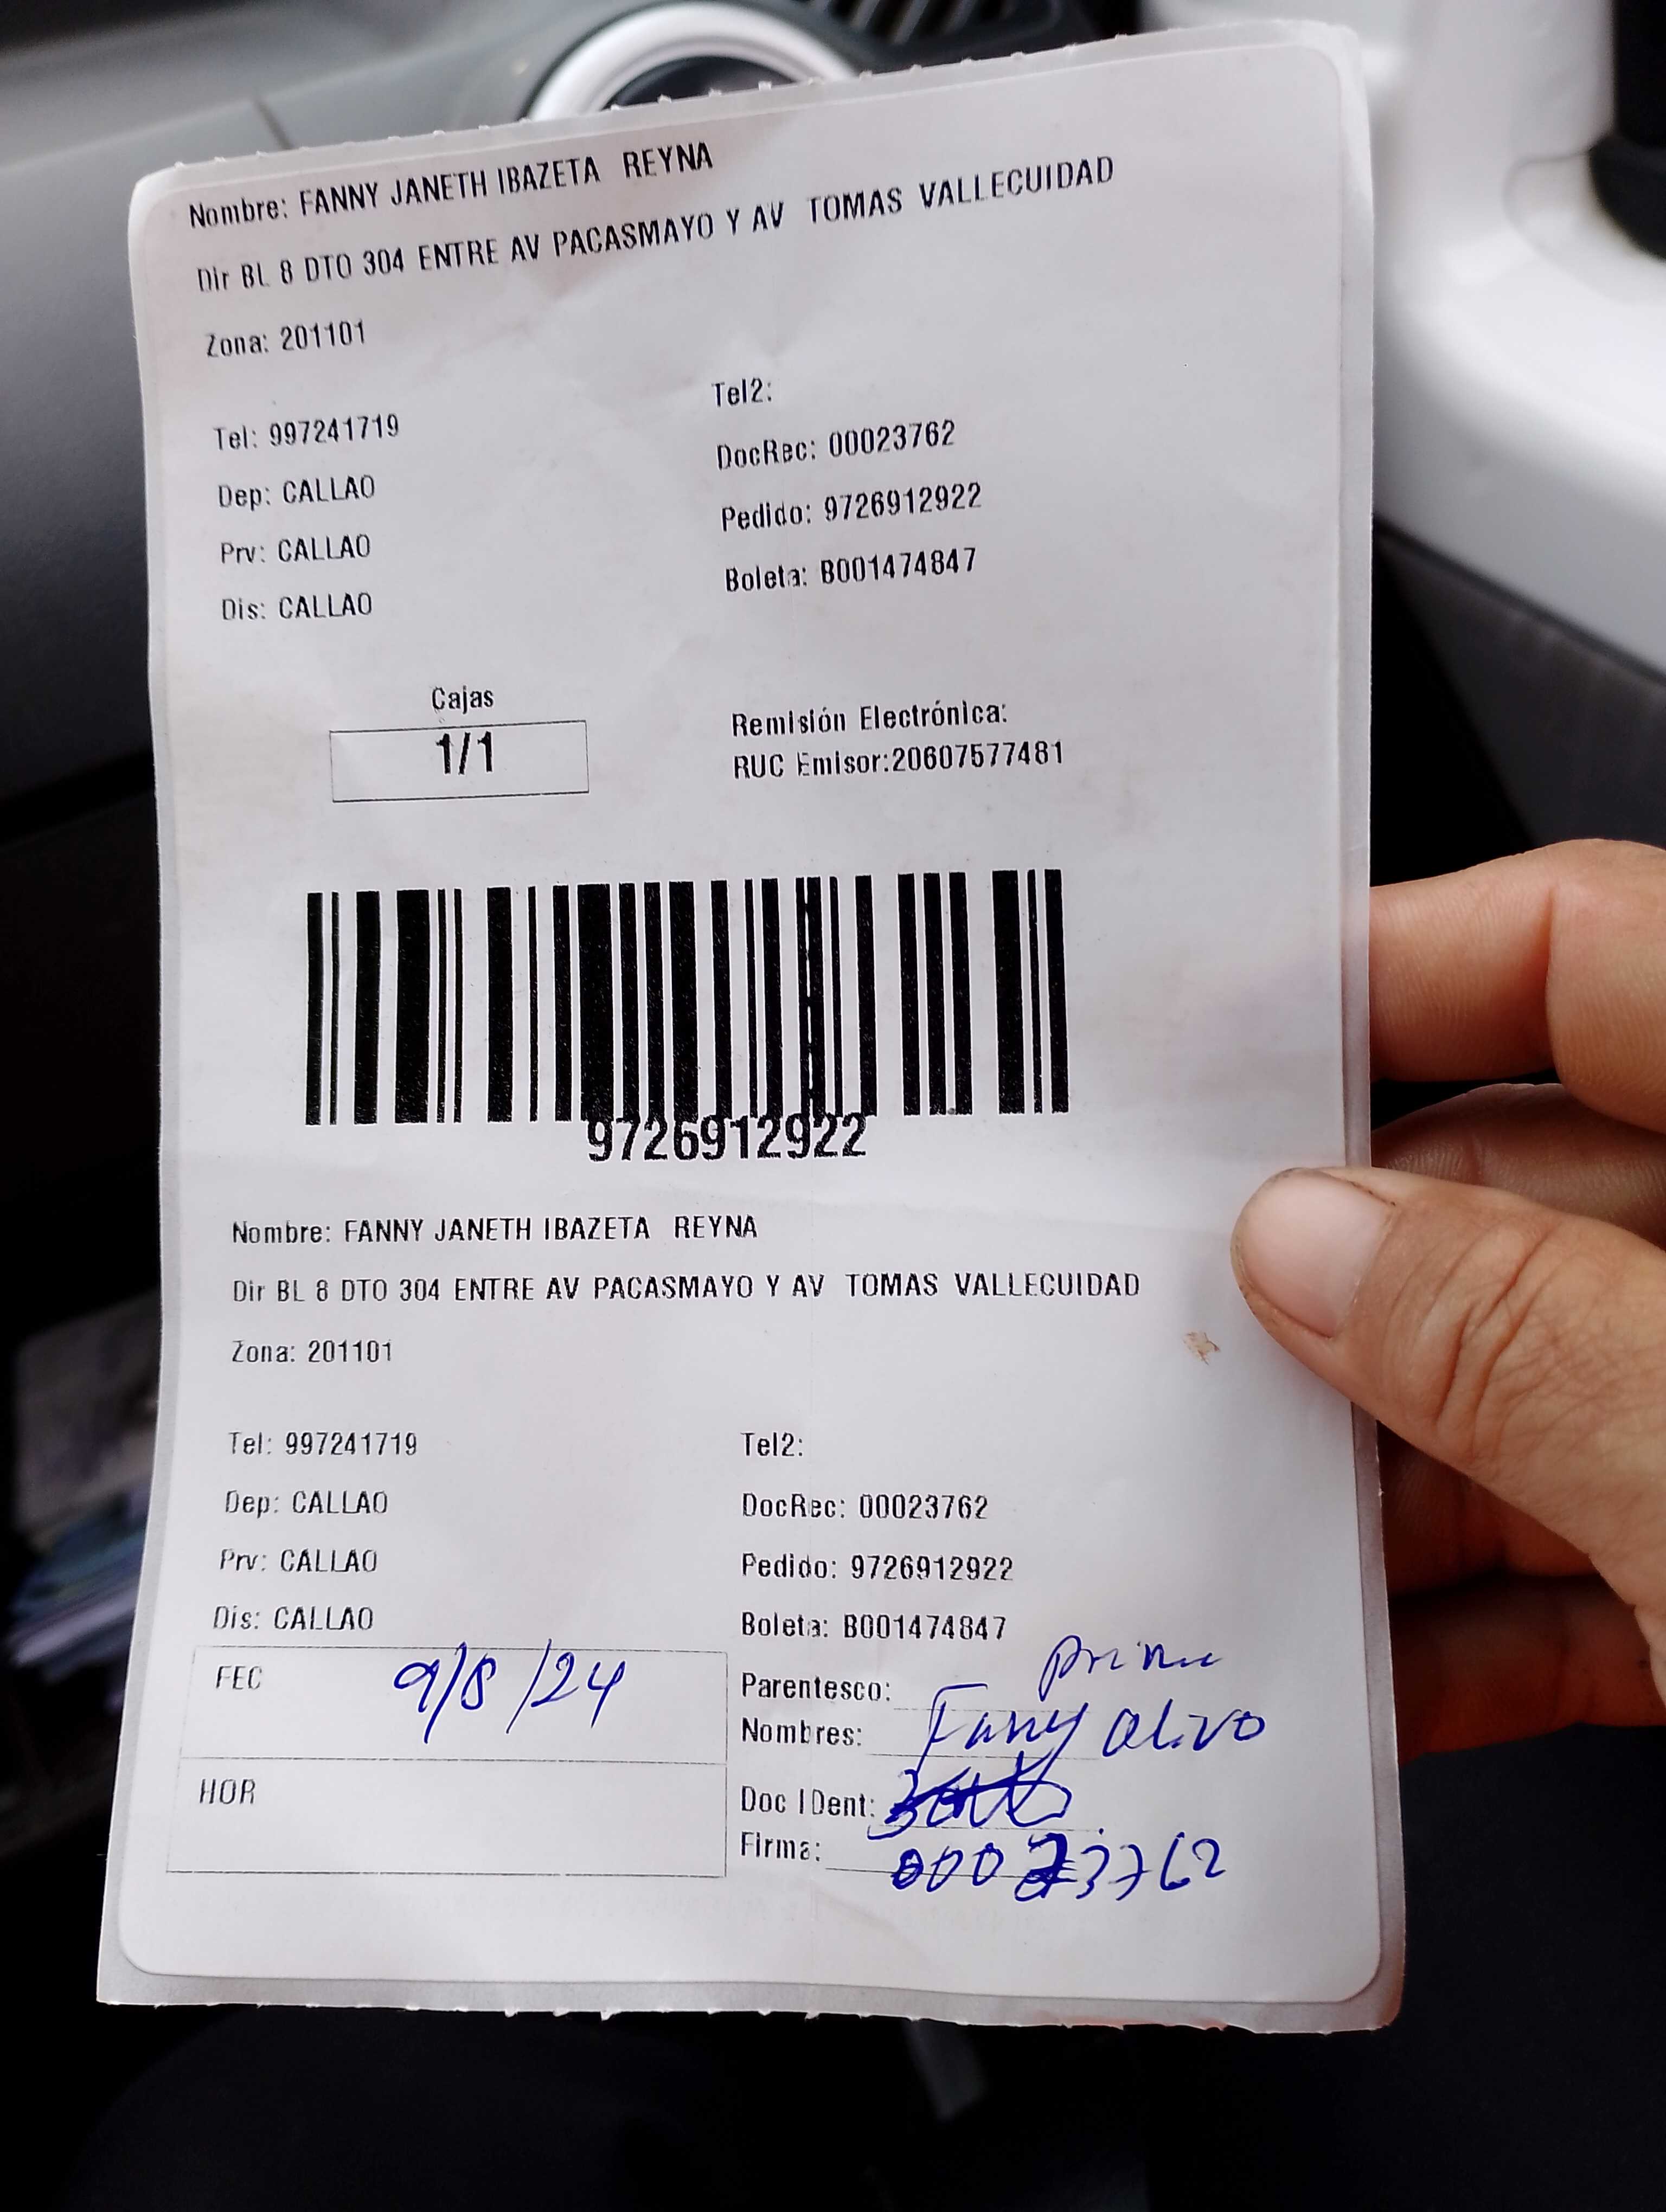 Nombre: FANNY JANETH IBAZETA REYNA
Dir BL 8 DTO 304 ENTRE AV PACASMAYO Y AV TOMAS VALLECUIDAD
Zona: 201101
Tel: 997241719 Tel2:
Dep: CALLAO DocRec: 00023762
Prv: CALLAO Pedido: 9726912922
Dis: CALLAO Boleta: B001474847
Cajas
1/1
Remisión Electrónica:
RUC Emisor:20607577481
9726912922
Nombre: FANNY JANETH IBAZETA REYNA
Dir BL 8 DTO 304 ENTRE AV PACASMAYO Y AV TOMAS VALLECUIDAD
Zona: 201101
Tel: 997241719 Tel2:
Dep: CALLAO DocRec: 00023762
Prv: CALLAO Pedido: 9726912922
Dis: CALLAO Boleta: B001474847
FEC 9/8/24
HOR
Parentesco:
Nombres: Fanny
Doc IDent:
Firma: 00023762